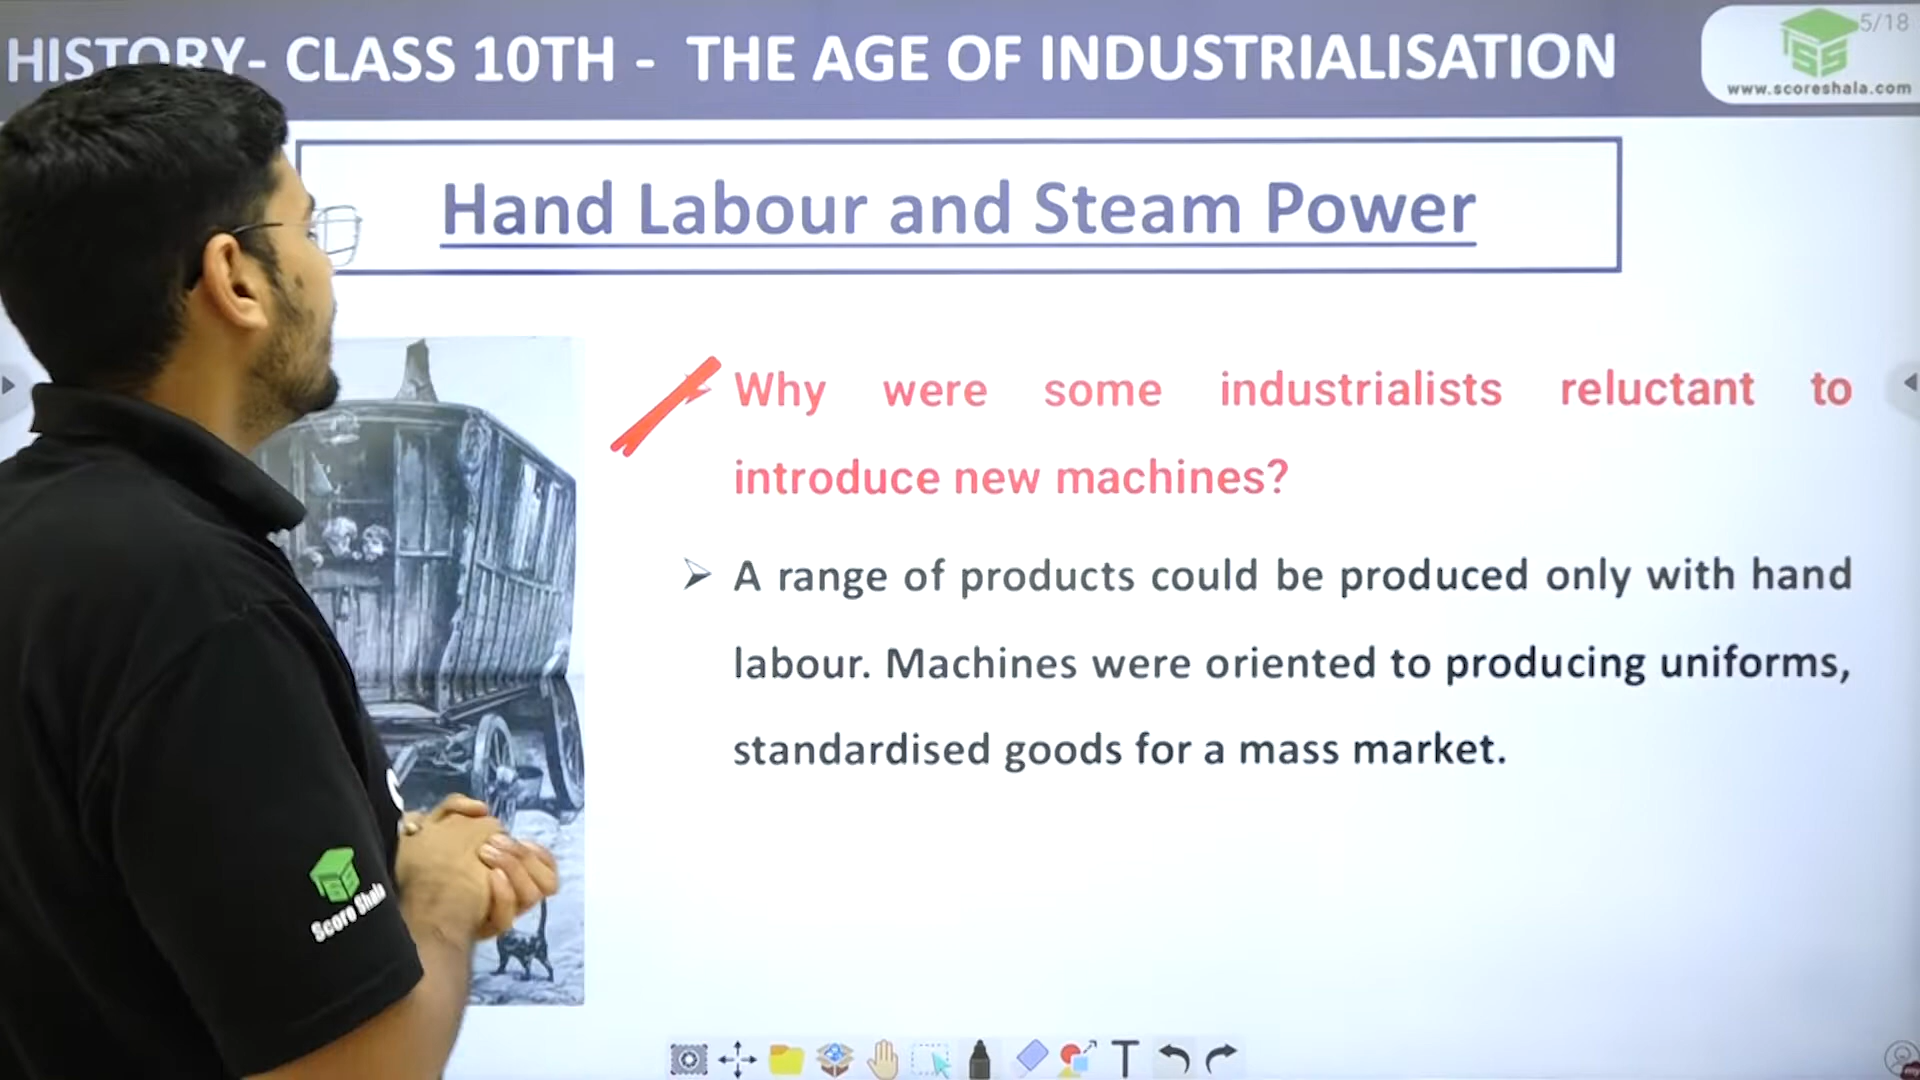 HISTORY- CLASS 10TH - THE AGE OF INDUSTRIALISATION
5/18
www.scoreshala.com
Hand Labour and Steam Power
Why were some industrialists reluctant to
introduce new machines?
A range of products could be produced only with hand
labour. Machines were oriented to producing uniforms,
standardised goods for a mass market.
Score Shala
T